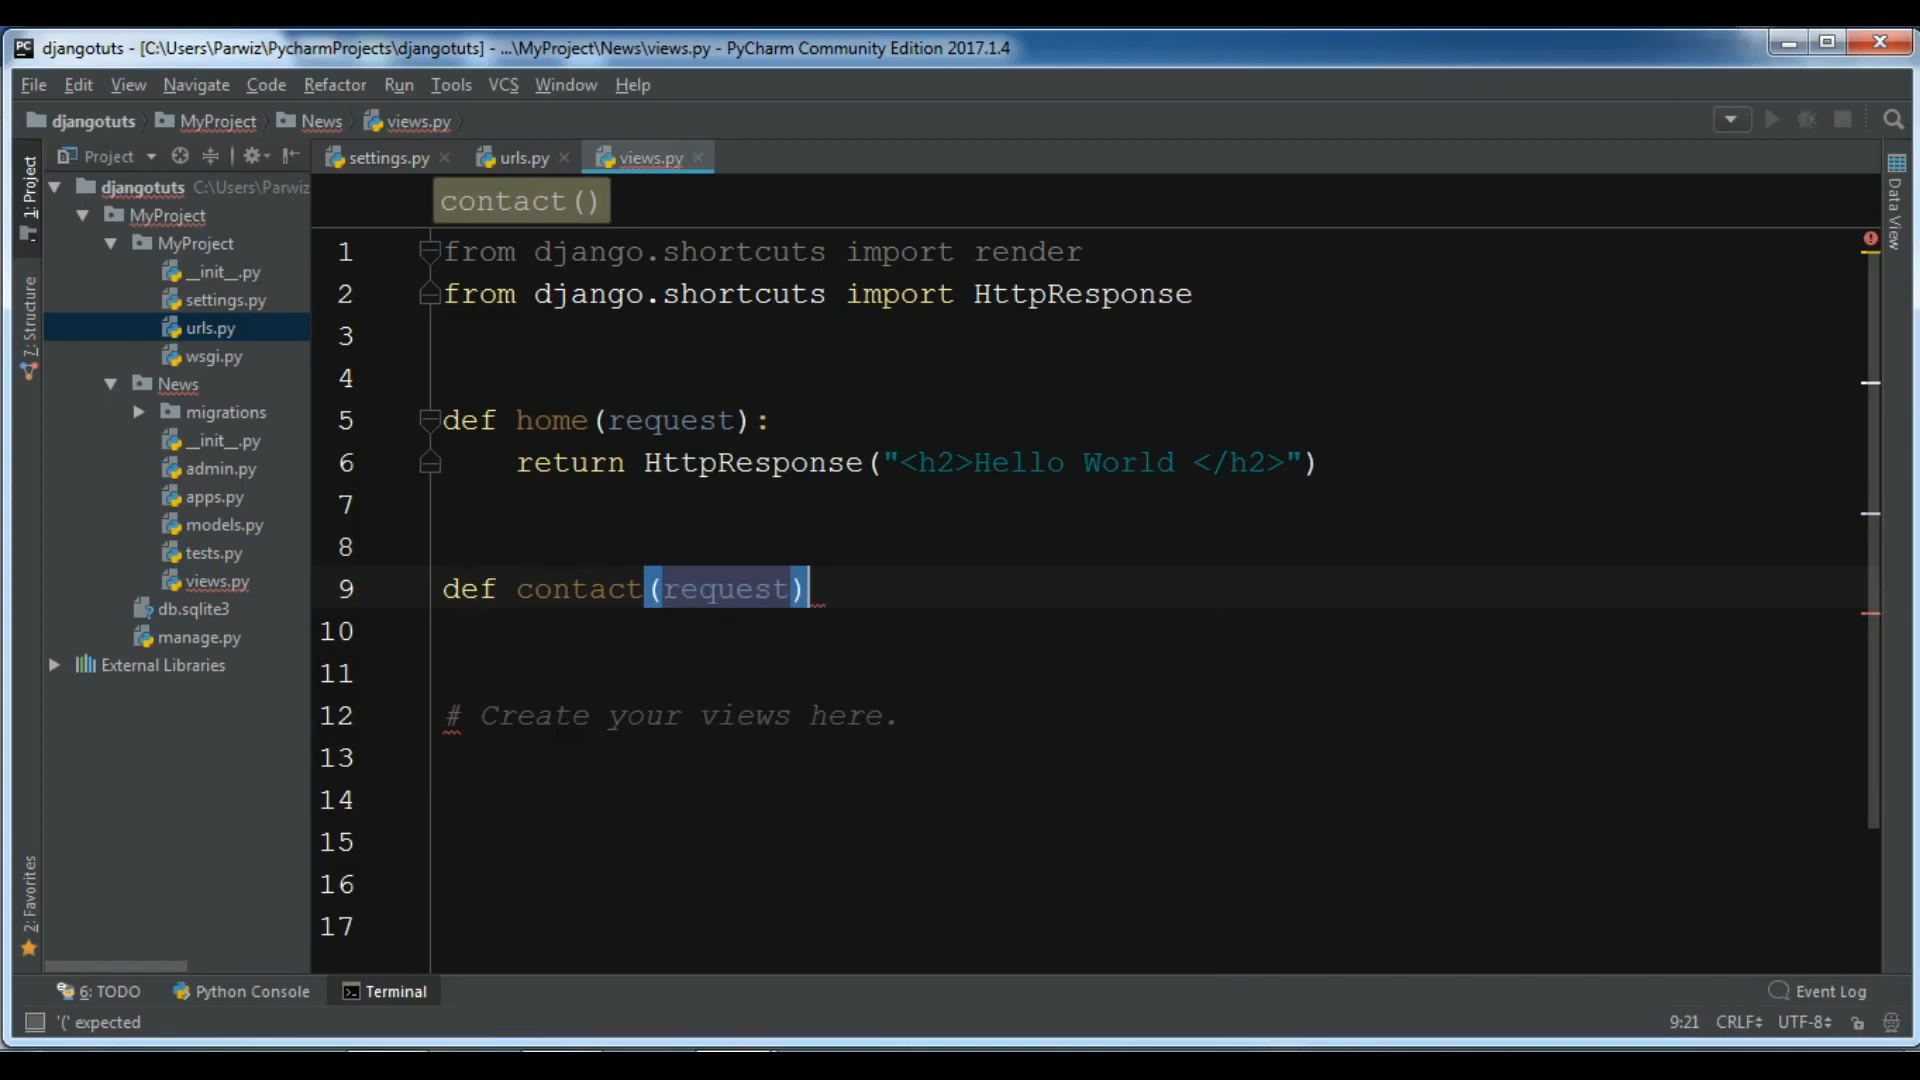 djangotuts - [C:\Users\Parwiz\PycharmProjects\djangotuts] - ...\MyProject\News\views.py - PyCharm Community Edition 2017.1.4
File Edit View Navigate Code Refactor Run Tools VCS Window Help
djangotuts MyProject News views.py
Project settings.py urls.py views.py
1: Project
7: Structure
2: Favorites
djangotuts C:\Users\Parwiz
MyProject
MyProject
__init__.py
settings.py
urls.py
wsgi.py
News
migrations
__init__.py
admin.py
apps.py
models.py
tests.py
views.py
db.sqlite3
manage.py
External Libraries
contact()
1 from django.shortcuts import render
2 from django.shortcuts import HttpResponse
3
4
5 def home(request):
6     return HttpResponse("<h2>Hello World </h2>")
7
8
9 def contact(request)
10
11
12 # Create your views here.
13
14
15
16
17
Data View
6: TODO Python Console Terminal Event Log
'(' expected 9:21 CRLF UTF-8